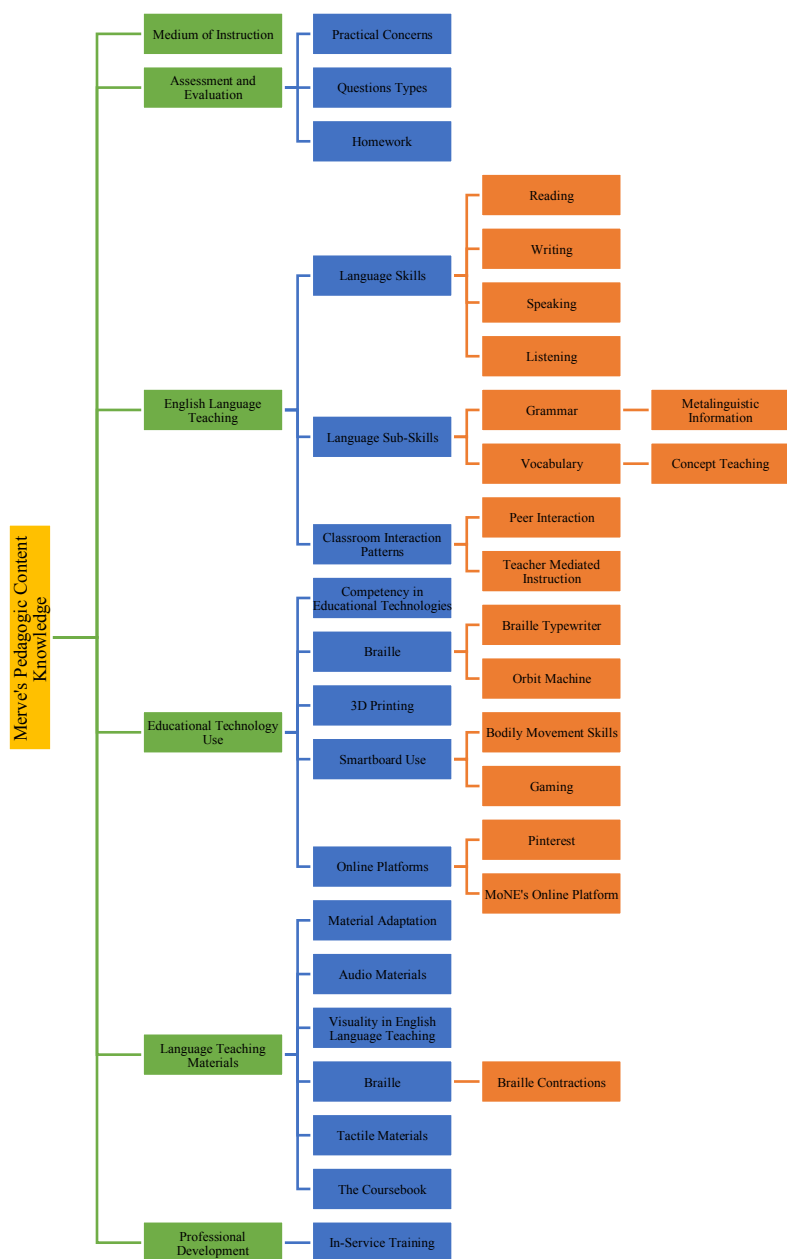 Merve's Pedagogic Content
Knowledge
Medium of Instruction
Assessment and
Evaluation
Practical Concerns
Questions Types
Homework
English Language
Teaching
Language Skills
Reading
Writing
Speaking
Listening
Language Sub-Skills
Grammar
Metalinguistic
Information
Vocabulary
Concept Teaching
Classroom Interaction
Patterns
Peer Interaction
Teacher Mediated
Instruction
Educational Technology
Use
Competency in
Educational Technologies
Braille
Braille Typewriter
Orbit Machine
3D Printing
Smartboard Use
Bodily Movement Skills
Gaming
Online Platforms
Pinterest
MoNE's Online Platform
Language Teaching
Materials
Material Adaptation
Audio Materials
Visuality in English
Language Teaching
Braille
Braille Contractions
Tactile Materials
The Coursebook
Professional
Development
In-Service Training